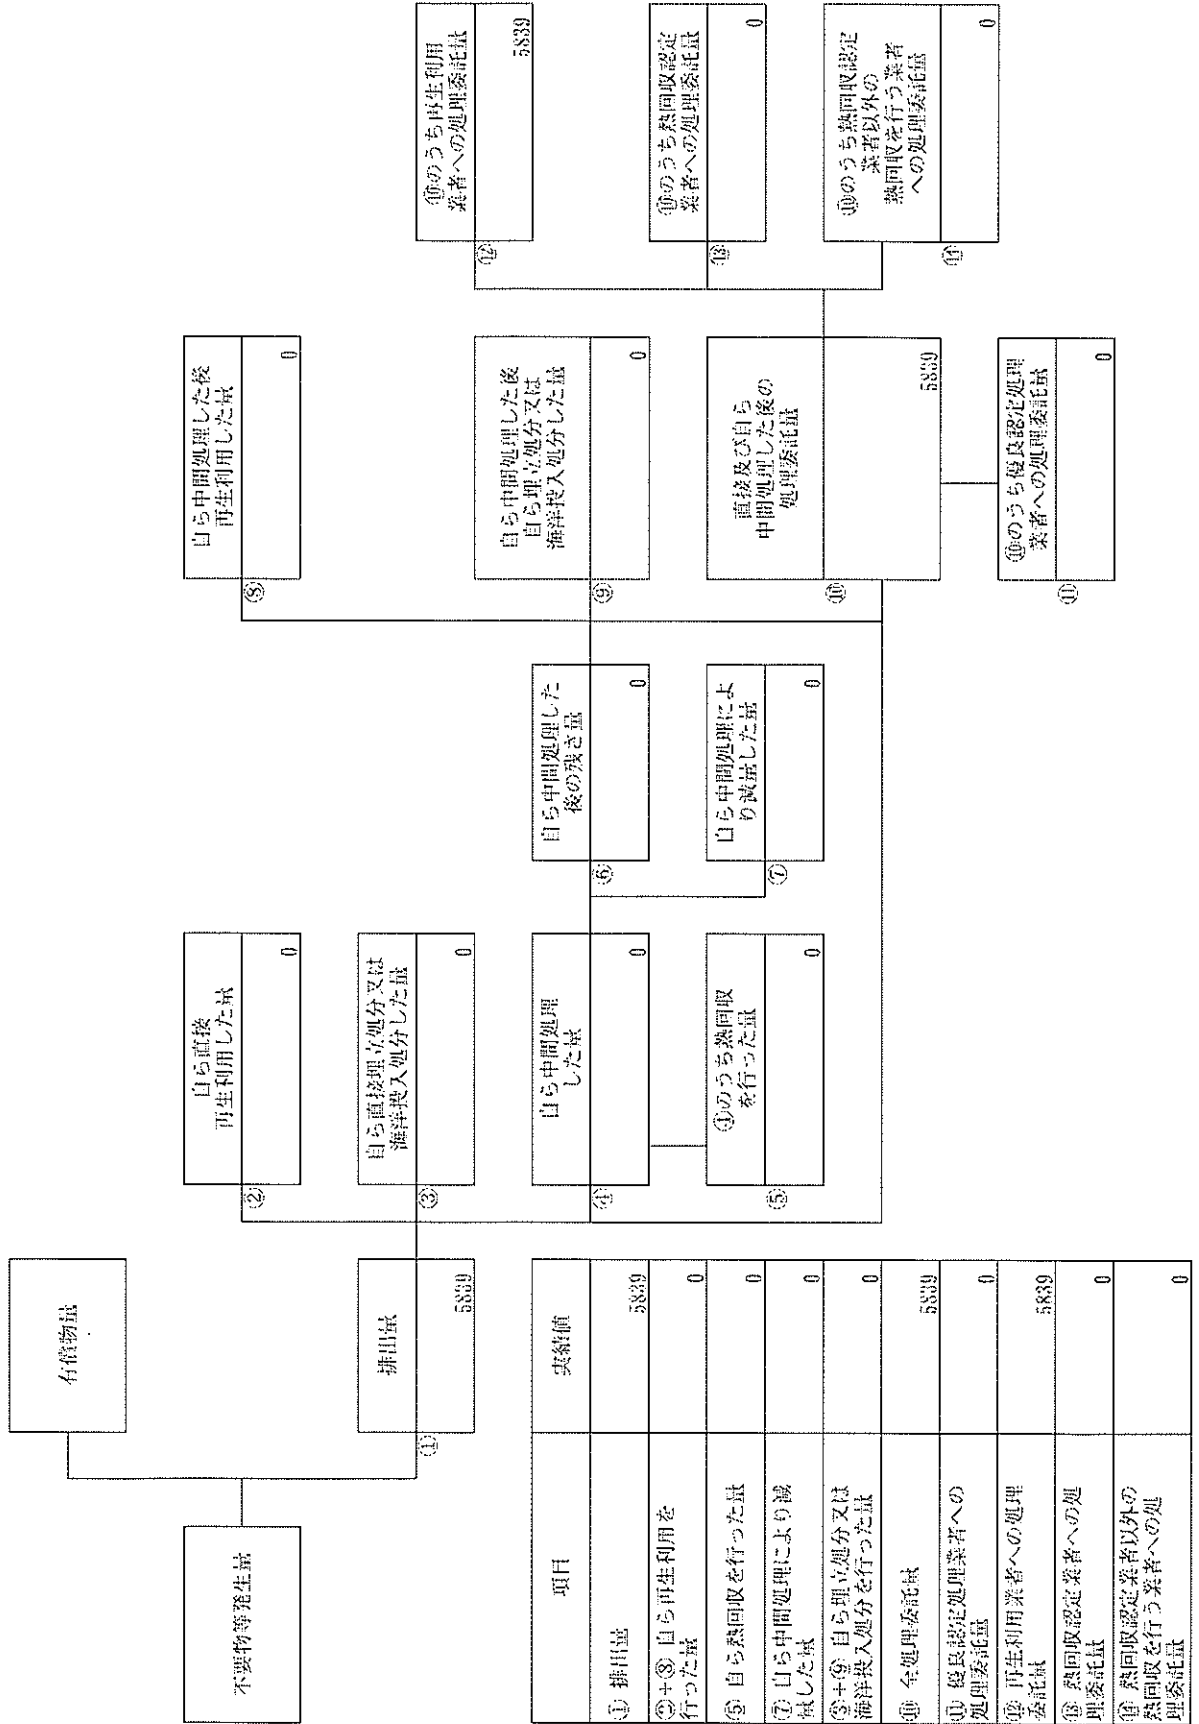 不要物等発生量
有償物量
①
排出量
5839
②
自ら直接
再生利用した量
0
③
自ら直接埋立処分又は
海洋投入処分した量
0
④
自ら中間処理
した量
0
⑤
④のうち熱回収
を行った量
0
⑥
自ら中間処理した
後の残さ量
0
⑦
自ら中間処理によ
り減量した量
0
⑧
自ら中間処理した後
再生利用した量
0
⑨
自ら中間処理した後
自ら埋立処分又は
海洋投入処分した量
0
⑩
直接及び自ら
中間処理した後の
処理委託量
5839
⑪
⑩のうち優良認定処理
業者への処理委託量
0
⑫
⑩のうち再生利用
業者への処理委託量
5839
⑬
⑩のうち熱回収認定
業者への処理委託量
0
⑭
⑩のうち熱回収認定
業者以外の
熱回収を行う業者
への処理委託量
0
項目 実績値
① 排出量 5839
②+⑧ 自ら再生利用を
行った量 0
⑤ 自ら熱回収を行った量 0
⑦ 自ら中間処理により減
量した量 0
③+⑨ 自ら埋立処分又は
海洋投入処分を行った量 0
⑩ 全処理委託量 5839
⑪ 優良認定処理業者への
処理委託量 0
⑫ 再生利用業者への処理
委託量 5839
⑬ 熱回収認定業者への処
理委託量 0
⑭ 熱回収認定業者以外の
熱回収を行う業者への処
理委託量 0